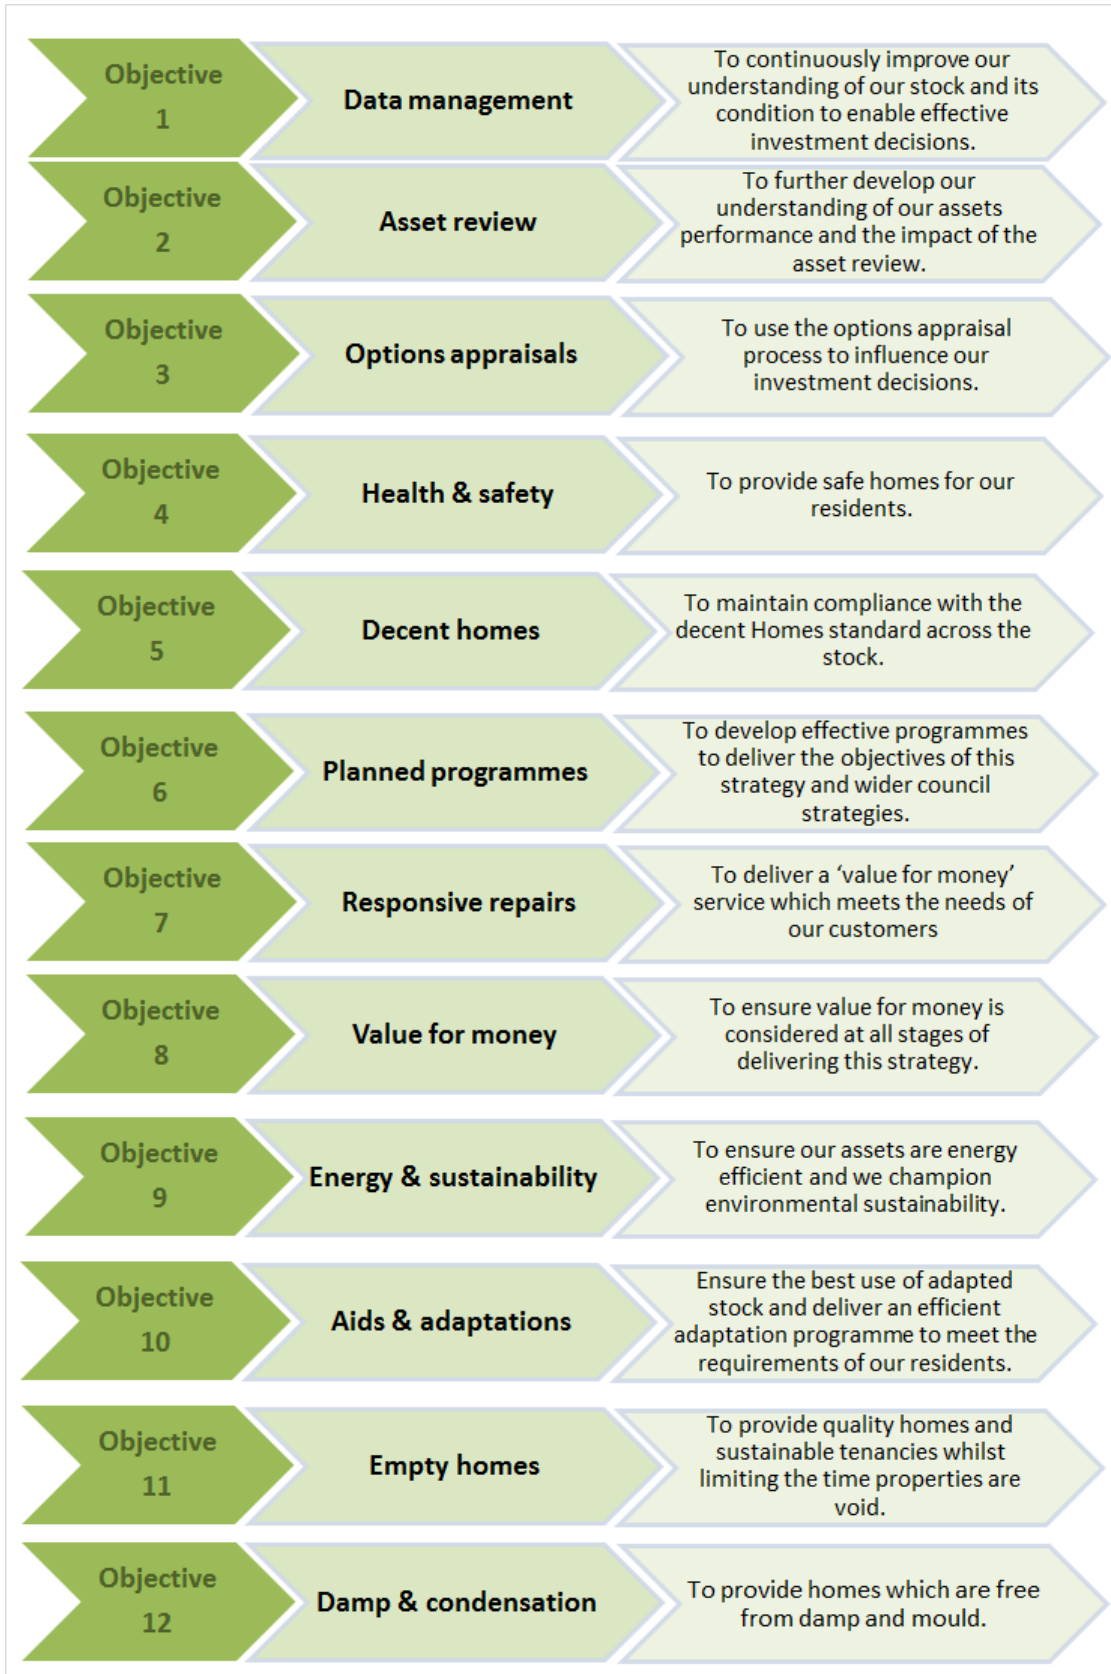 Objective
1
Data management
To continuously improve our
understanding of our stock and its
condition to enable effective
investment decisions.
Objective
2
Asset review
To further develop our
understanding of our assets
performance and the impact of the
asset review.
Objective
3
Options appraisals
To use the options appraisal
process to influence our
investment decisions.
Objective
4
Health & safety
To provide safe homes for our
residents.
Objective
5
Decent homes
To maintain compliance with the
decent Homes standard across the
stock.
Objective
6
Planned programmes
To develop effective programmes
to deliver the objectives of this
strategy and wider council
strategies.
Objective
7
Responsive repairs
To deliver a ‘value for money’
service which meets the needs of
our customers
Objective
8
Value for money
To ensure value for money is
considered at all stages of
delivering this strategy.
Objective
9
Energy & sustainability
To ensure our assets are energy
efficient and we champion
environmental sustainability.
Objective
10
Aids & adaptations
Ensure the best use of adapted
stock and deliver an efficient
adaptation programme to meet the
requirements of our residents.
Objective
11
Empty homes
To provide quality homes and
sustainable tenancies whilst
limiting the time properties are
void.
Objective
12
Damp & condensation
To provide homes which are free
from damp and mould.